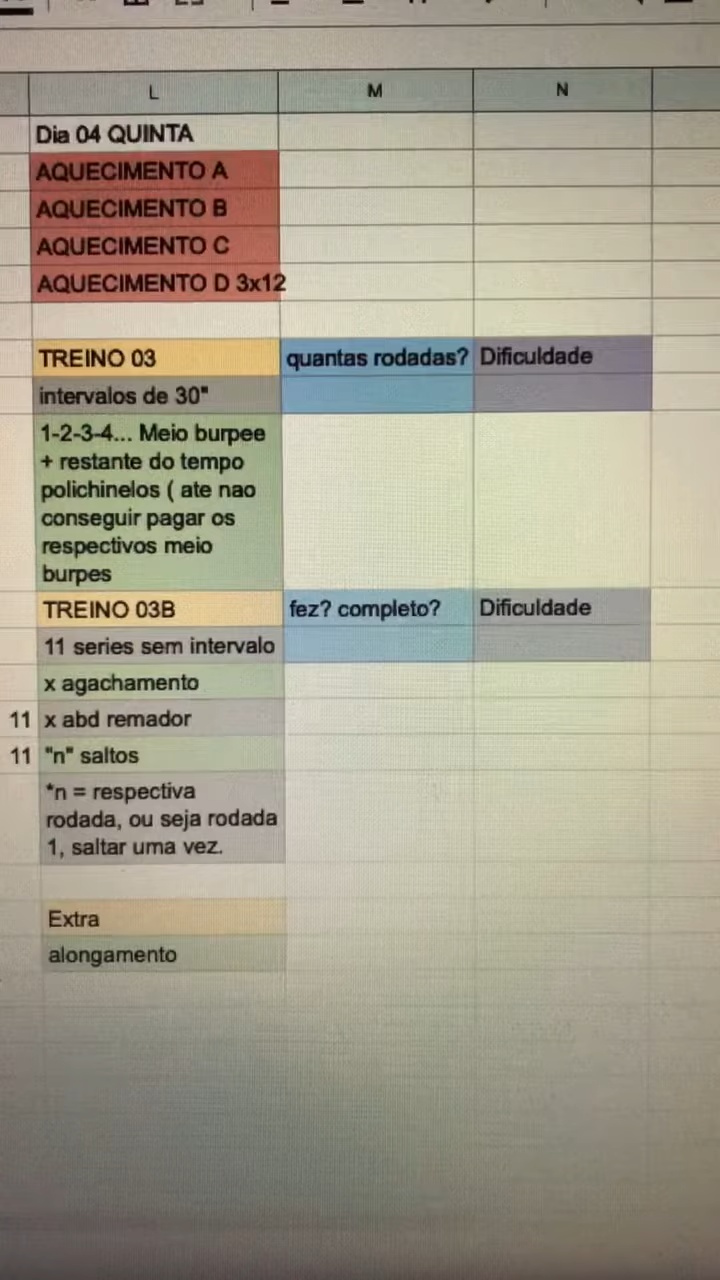 L M N
Dia 04 QUINTA
AQUECIMENTO A
AQUECIMENTO B
AQUECIMENTO C
AQUECIMENTO D 3x12
TREINO 03 quantas rodadas? Dificuldade
intervalos de 30"
1-2-3-4... Meio burpee
+ restante do tempo
polichinelos ( ate nao
conseguir pagar os
respectivos meio
burpes
TREINO 03B fez? completo? Dificuldade
11 series sem intervalo
x agachamento
11 x abd remador
11 "n" saltos
*n = respectiva
rodada, ou seja rodada
1, saltar uma vez.
Extra
alongamento